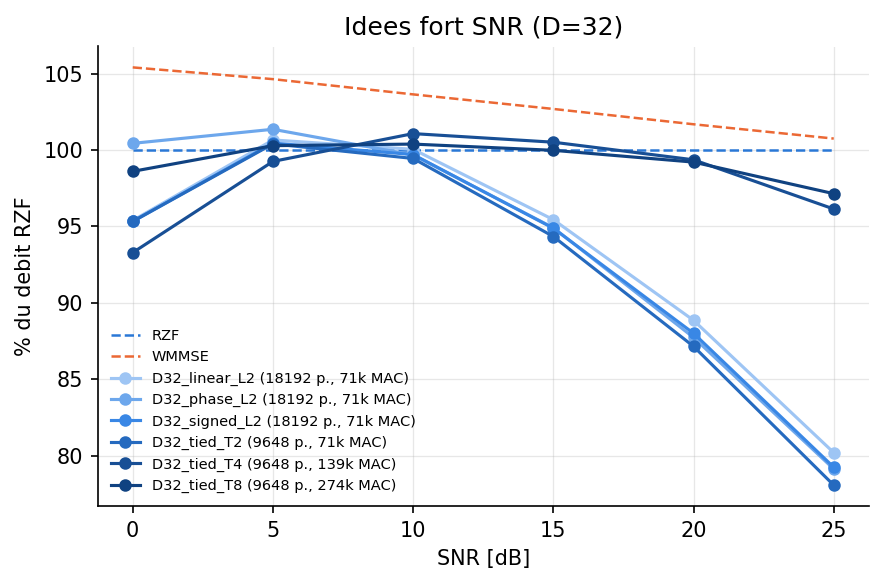 Idees fort SNR (D=32)
% du debit RZF
105
100
95
90
85
80
RZF
WMMSE
D32_linear_L2 (18192 p., 71k MAC)
D32_phase_L2 (18192 p., 71k MAC)
D32_signed_L2 (18192 p., 71k MAC)
D32_tied_T2 (9648 p., 71k MAC)
D32_tied_T4 (9648 p., 139k MAC)
D32_tied_T8 (9648 p., 274k MAC)
0 5 10 15 20 25
SNR [dB]